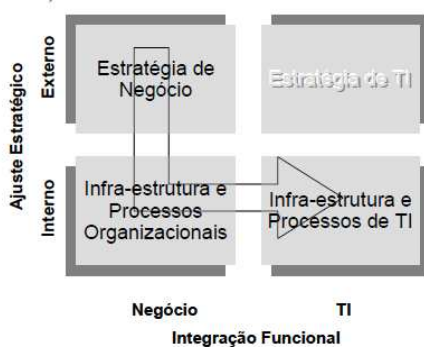 Ajuste Estratégico
Externo
Interno
Estratégia de
Negócio
Estratégia de TI
Infra-estrutura e
Processos
Organizacionais
Infra-estrutura e
Processos de TI
Negócio
TI
Integração Funcional